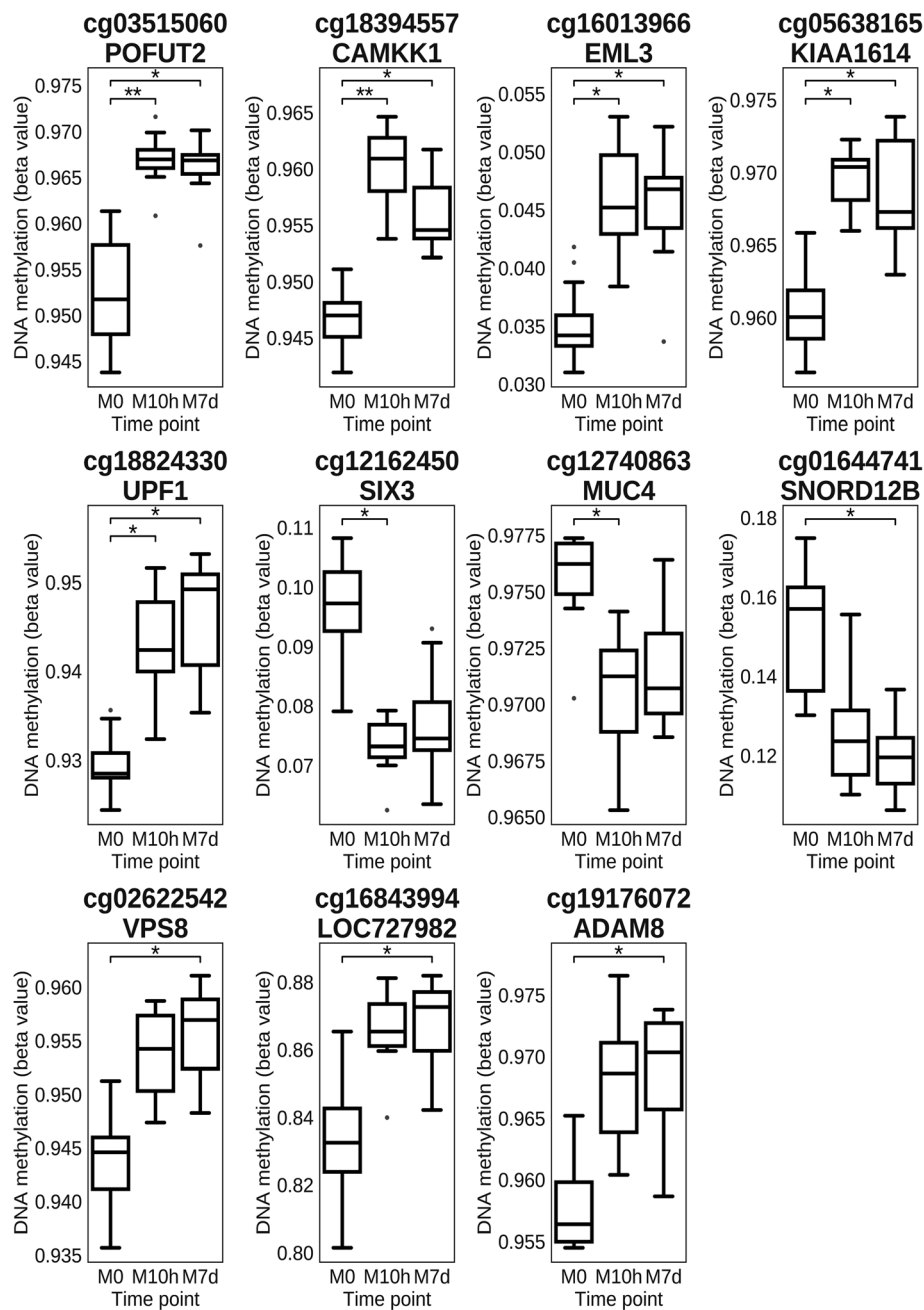 cg03515060
POFUT2
DNA methylation (beta value)
0.975
0.970
0.965
0.960
0.955
0.950
0.945
*
**
M0 M10h M7d
Time point
cg18394557
CAMKK1
DNA methylation (beta value)
0.965
0.960
0.955
0.950
0.945
*
**
M0 M10h M7d
Time point
cg16013966
EML3
DNA methylation (beta value)
0.055
0.050
0.045
0.040
0.035
0.030
*
*
M0 M10h M7d
Time point
cg05638165
KIAA1614
DNA methylation (beta value)
0.975
0.970
0.965
0.960
*
*
M0 M10h M7d
Time point
cg18824330
UPF1
DNA methylation (beta value)
0.95
0.94
0.93
*
*
M0 M10h M7d
Time point
cg12162450
SIX3
DNA methylation (beta value)
0.11
0.10
0.09
0.08
0.07
*
M0 M10h M7d
Time point
cg12740863
MUC4
DNA methylation (beta value)
0.9775
0.9750
0.9725
0.9700
0.9675
0.9650
*
M0 M10h M7d
Time point
cg01644741
SNORD12B
DNA methylation (beta value)
0.18
0.16
0.14
0.12
*
M0 M10h M7d
Time point
cg02622542
VPS8
DNA methylation (beta value)
0.960
0.955
0.950
0.945
0.940
0.935
*
M0 M10h M7d
Time point
cg16843994
LOC727982
DNA methylation (beta value)
0.88
0.86
0.84
0.82
0.80
*
M0 M10h M7d
Time point
cg19176072
ADAM8
DNA methylation (beta value)
0.975
0.970
0.965
0.960
0.955
*
M0 M10h M7d
Time point